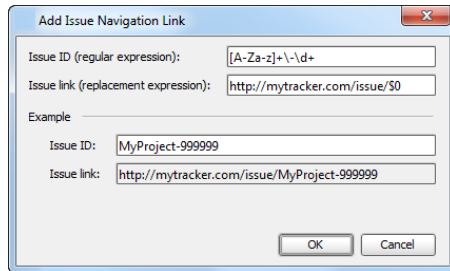 Add Issue Navigation Link
Issue ID (regular expression): [A-Za-z]+\-\d+
Issue link (replacement expression): http://mytracker.com/issue/$0
Example
Issue ID: MyProject-999999
Issue link: http://mytracker.com/issue/MyProject-999999
OK Cancel